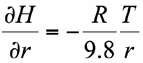 ∂H/∂r = −R/9.8 T/r